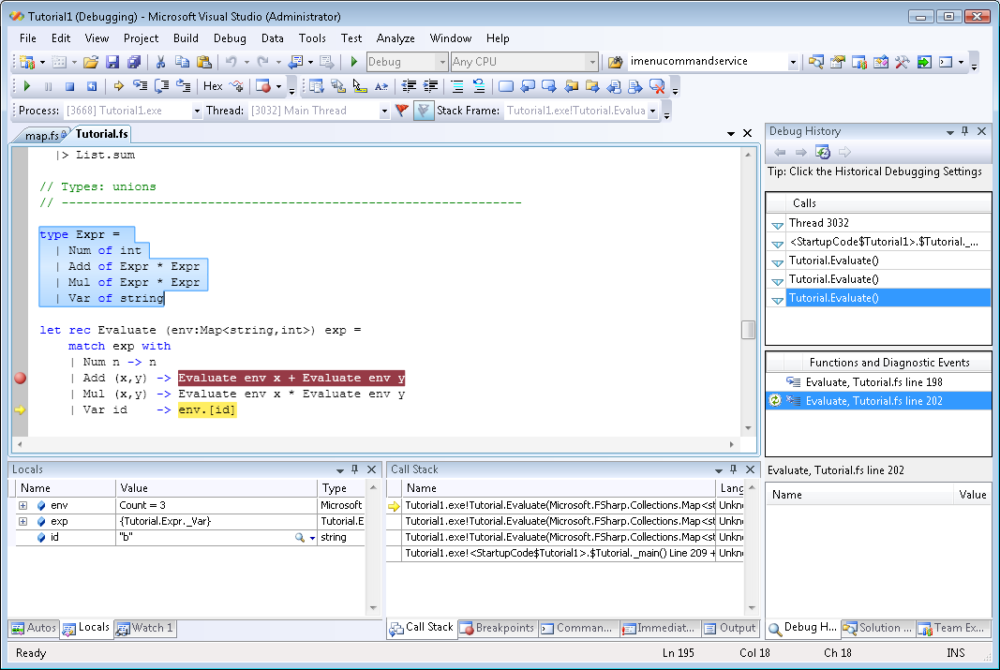 Tutorial1 (Debugging) - Microsoft Visual Studio (Administrator)
File Edit View Project Build Debug Data Tools Test Analyze Window Help
Debug Any CPU imenucommandservice
Hex
Process: [3668] Tutorial1.exe Thread: [3032] Main Thread Stack Frame: Tutorial1.exe!Tutorial.Evalua
map.fs Tutorial.fs
|> List.sum
// Types: unions
// ---------------------------------------------------------------
type Expr =
| Num of int
| Add of Expr * Expr
| Mul of Expr * Expr
| Var of string
let rec Evaluate (env:Map<string,int>) exp =
match exp with
| Num n -> n
| Add (x,y) -> Evaluate env x + Evaluate env y
| Mul (x,y) -> Evaluate env x * Evaluate env y
| Var id -> env.[id]
Debug History
Tip: Click the Historical Debugging Settings
Calls
Thread 3032
<StartupCode$Tutorial1>.$Tutorial._...
Tutorial.Evaluate()
Tutorial.Evaluate()
Tutorial.Evaluate()
Functions and Diagnostic Events
Evaluate, Tutorial.fs line 198
Evaluate, Tutorial.fs line 202
Evaluate, Tutorial.fs line 202
Name Value
Locals
Name Value Type
env Count = 3 Microsoft
exp {Tutorial.Expr._Var} Tutorial.E
id "b" string
Autos Locals Watch 1
Call Stack
Name Lang
Tutorial1.exe!Tutorial.Evaluate(Microsoft.FSharp.Collections.Map<st Unkno
Tutorial1.exe!Tutorial.Evaluate(Microsoft.FSharp.Collections.Map<st Unkno
Tutorial1.exe!Tutorial.Evaluate(Microsoft.FSharp.Collections.Map<st Unkno
Tutorial1.exe!<StartupCode$Tutorial1>.$Tutorial._main() Line 209 + Unkno
Call Stack Breakpoints Comman... Immediat... Output
Debug H... Solution ... Team Ex...
Ready Ln 195 Col 18 Ch 18 INS